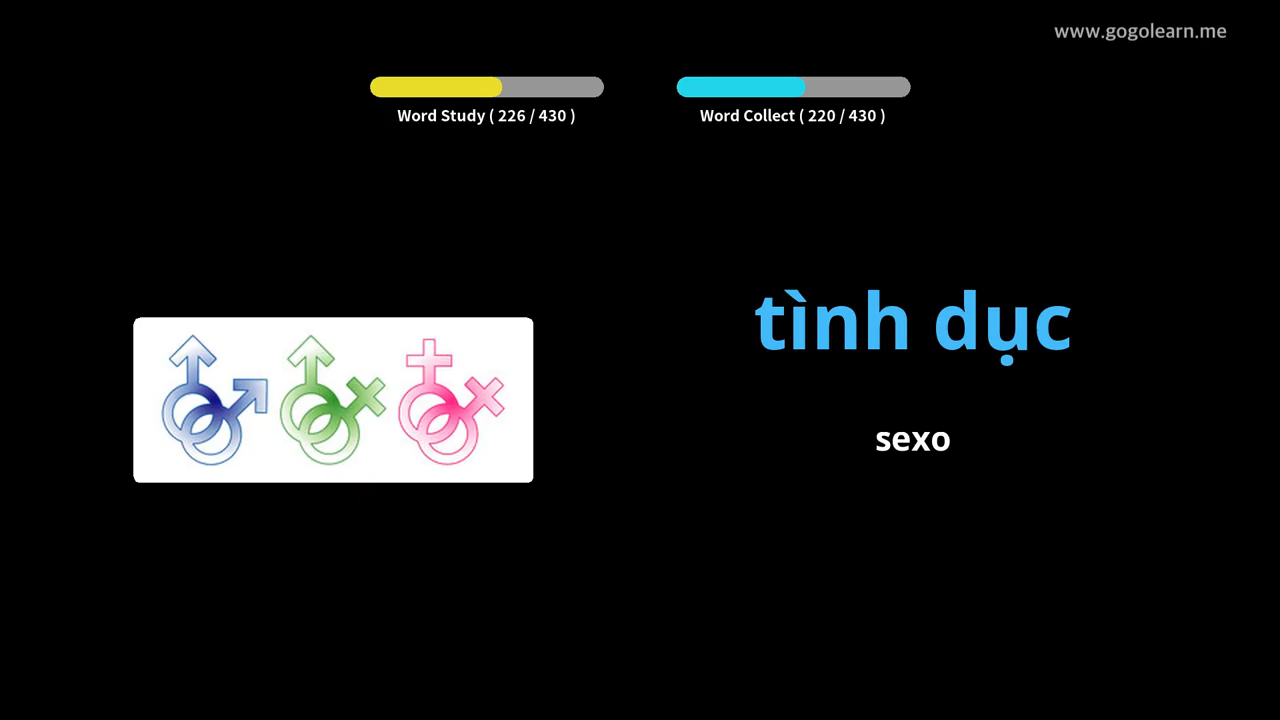 www.gogolearn.me
Word Study ( 226 / 430 )
Word Collect ( 220 / 430 )
tình dục
sexo